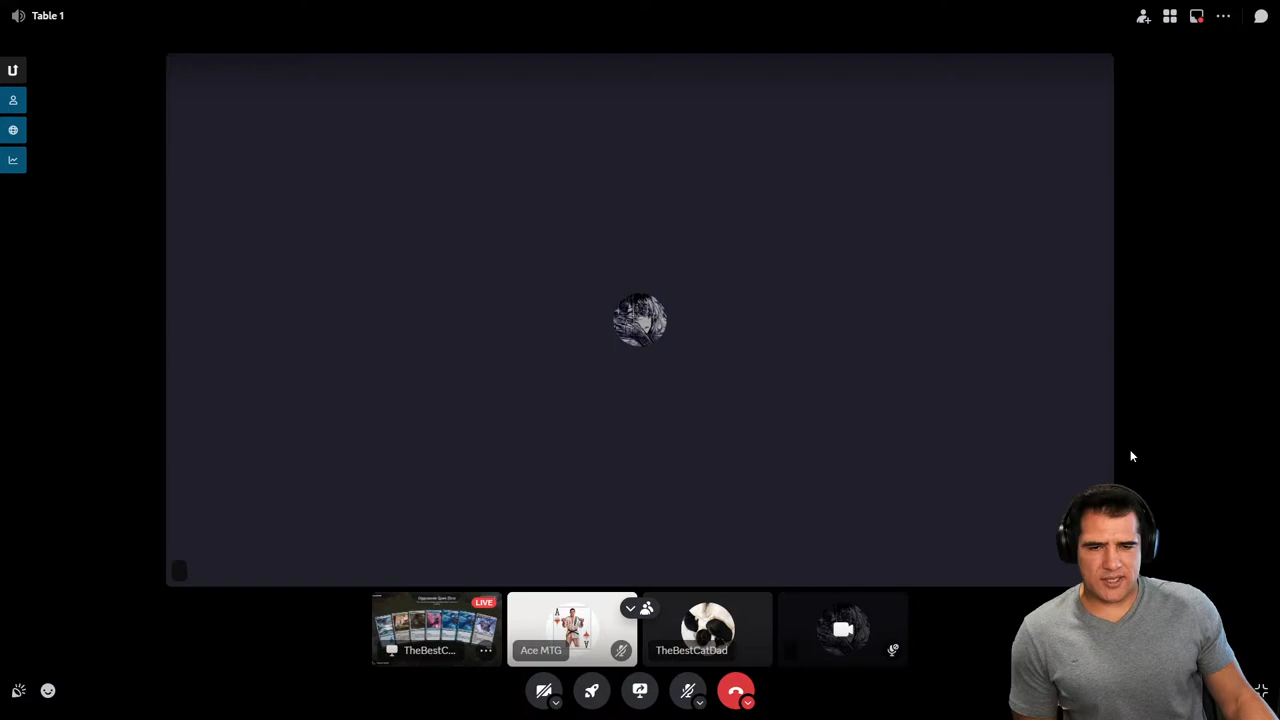 Table 1
LIVE
TheBestC...
Ace MTG
A
A
TheBestCatDad